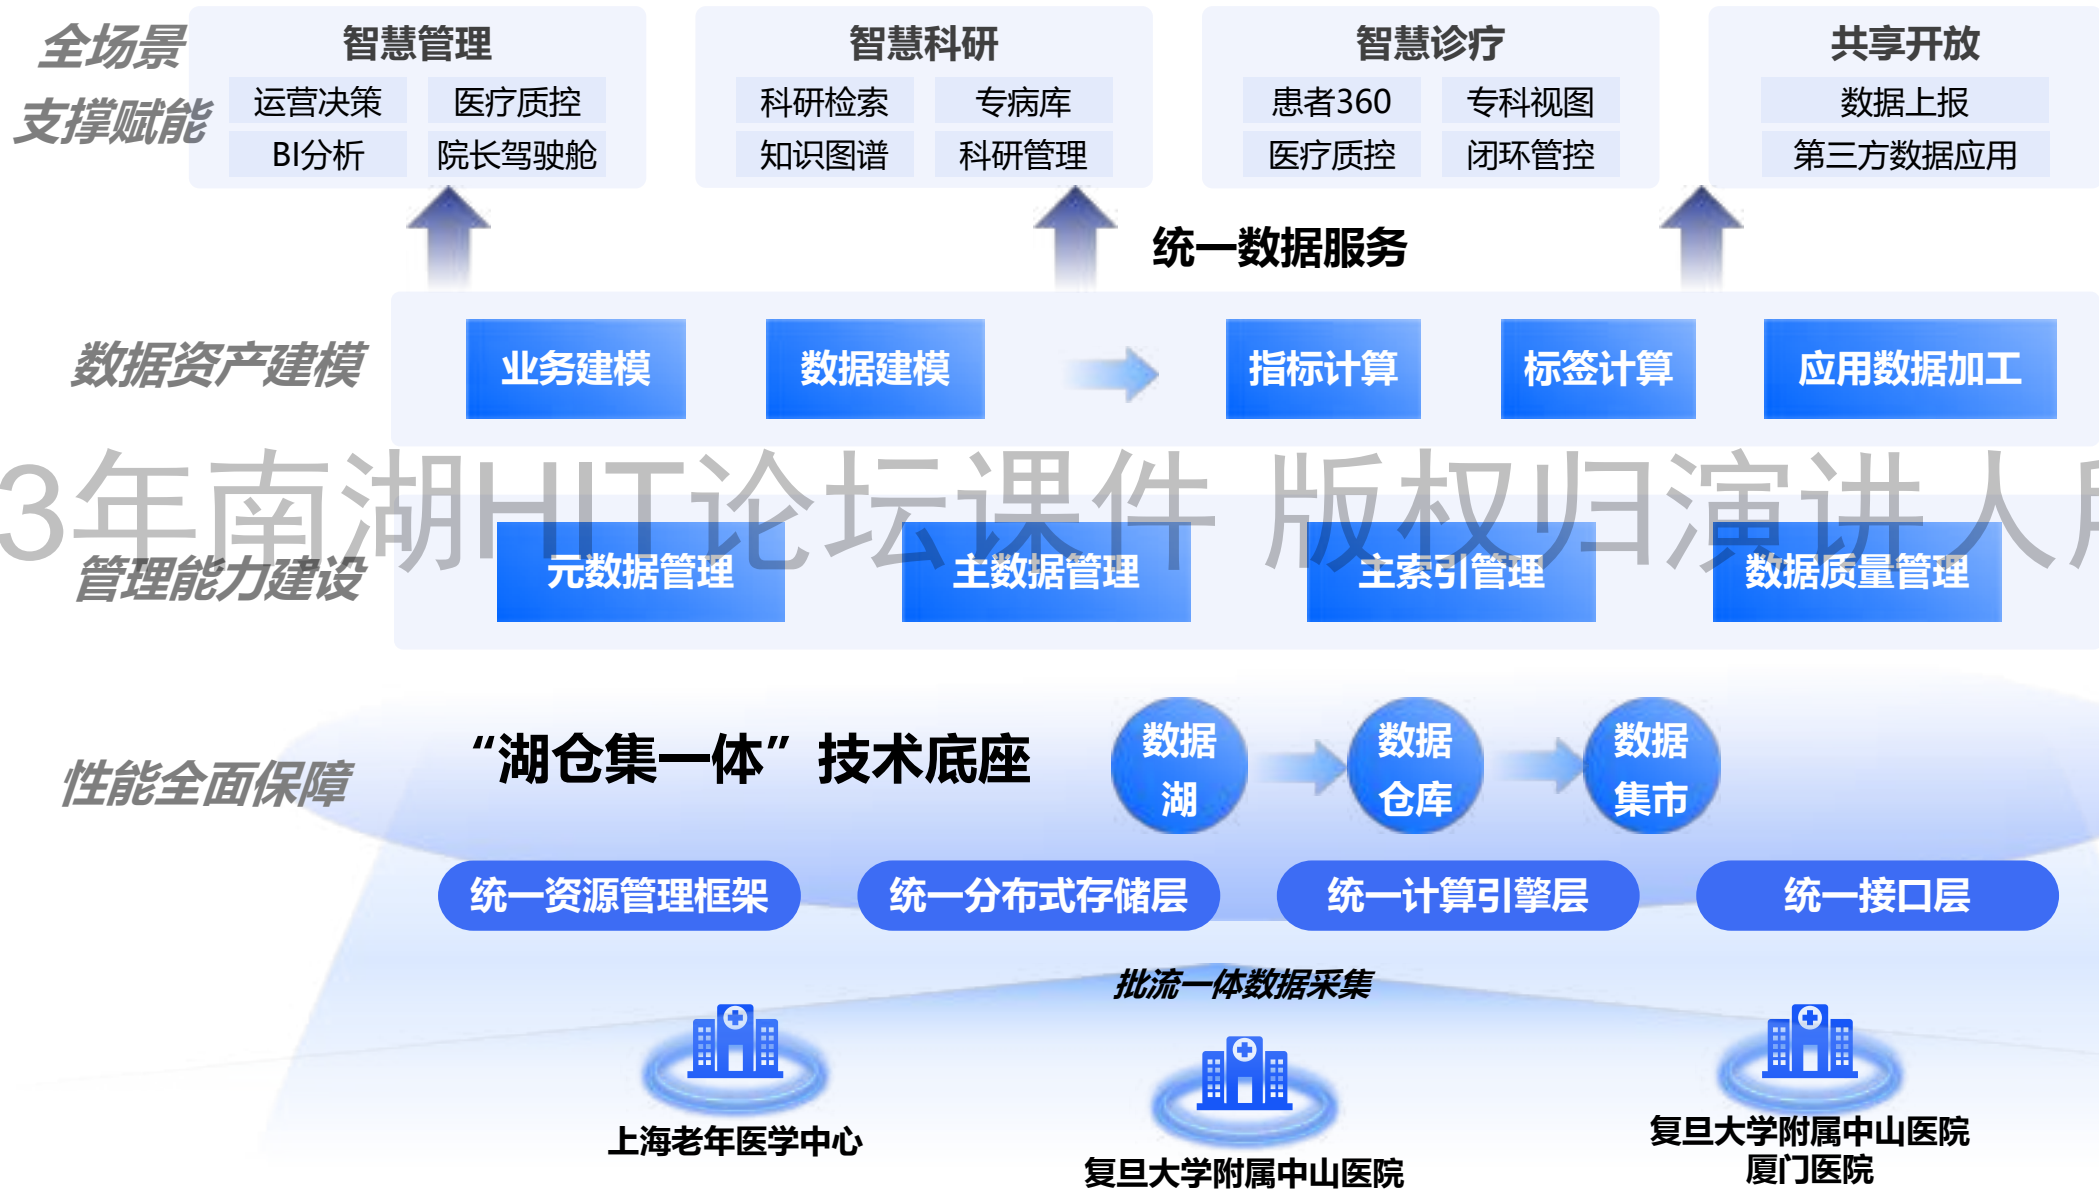 全场景
支撑赋能
智慧管理
运营决策 医疗质控
BI分析 院长驾驶舱
智慧科研
科研检索 专病库
知识图谱 科研管理
智慧诊疗
患者360 专科视图
医疗质控 闭环管控
共享开放
数据上报
第三方数据应用
统一数据服务
数据资产建模
业务建模 数据建模 指标计算 标签计算 应用数据加工
3年南湖HIT论坛课件 版权归演讲人所
管理能力建设
元数据管理 主数据管理 主索引管理 数据质量管理
性能全面保障
“湖仓集一体”技术底座
数据
湖
数据
仓库
数据
集市
统一资源管理框架 统一分布式存储层 统一计算引擎层 统一接口层
批流一体数据采集
上海老年医学中心
复旦大学附属中山医院
复旦大学附属中山医院
厦门医院